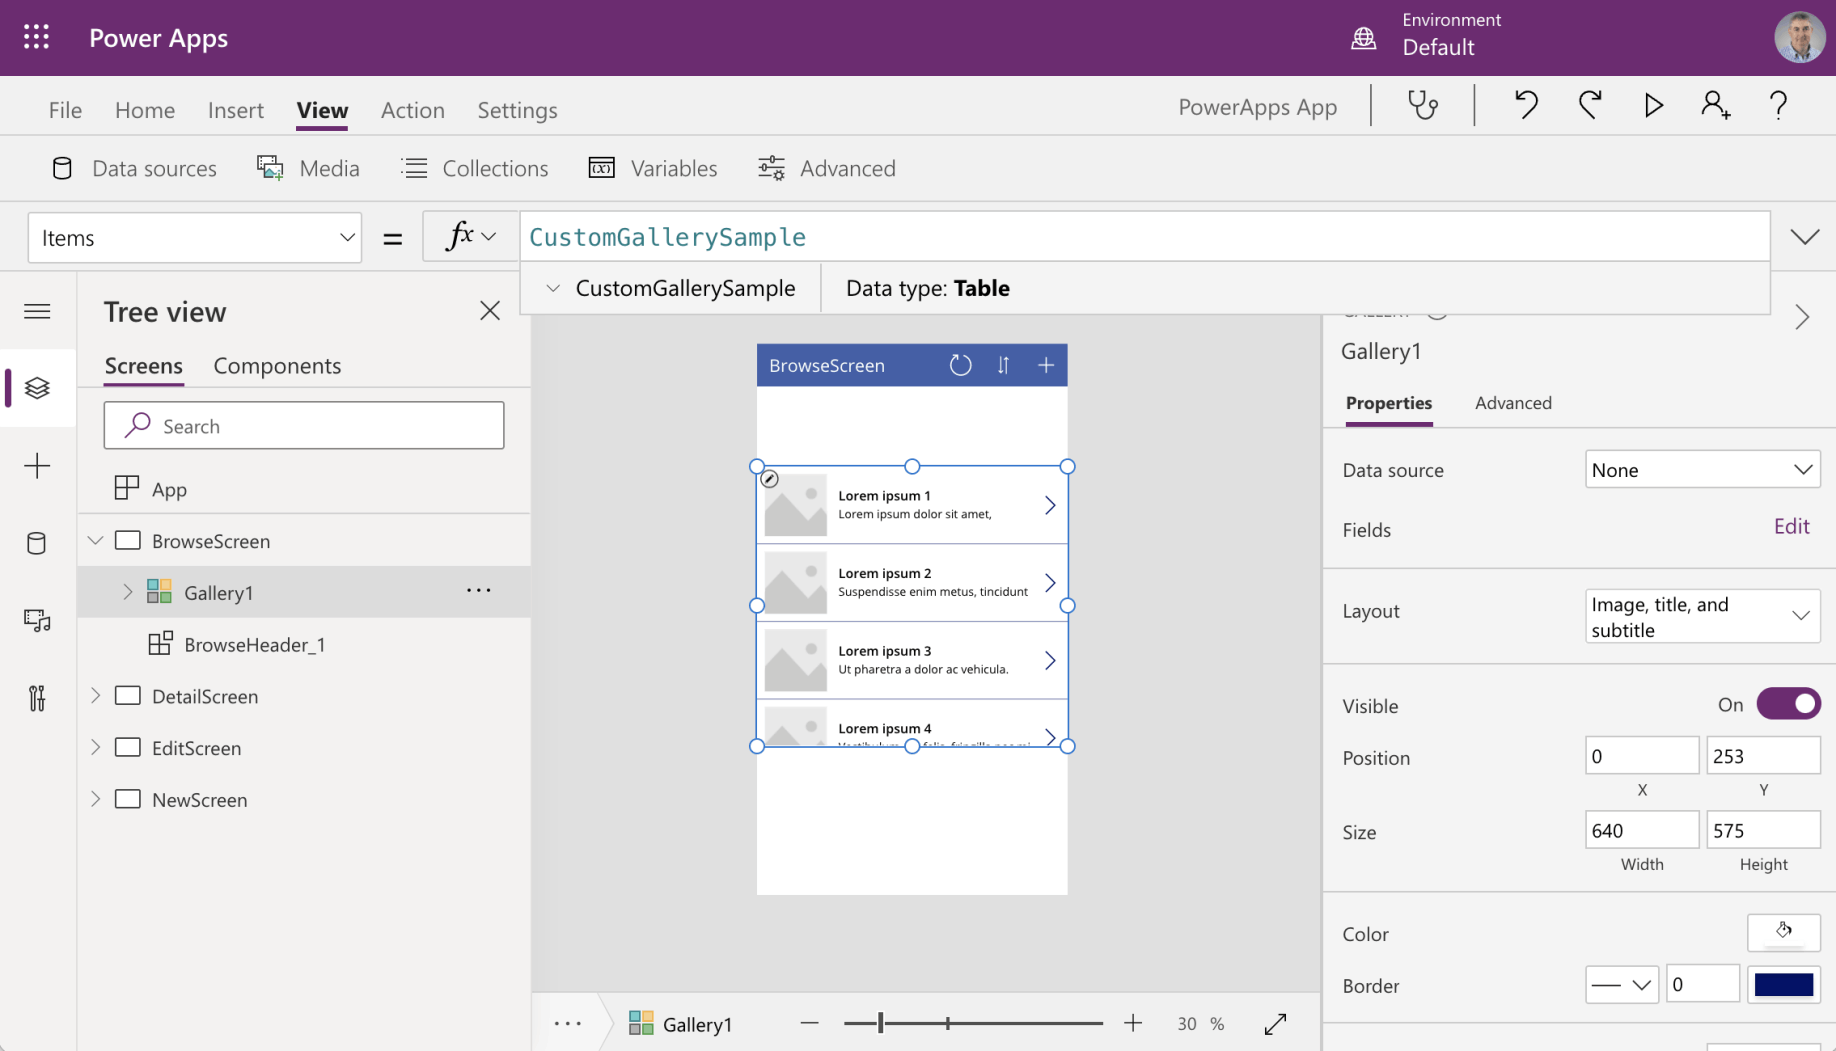 Power Apps
Environment
Default
File Home Insert View Action Settings
PowerApps App
Data sources Media Collections Variables Advanced
Items = fx CustomGallerySample
CustomGallerySample Data type: Table
Tree view
Screens Components
Search
App
BrowseScreen
Gallery1 ...
BrowseHeader_1
DetailScreen
EditScreen
NewScreen
BrowseScreen
Lorem ipsum 1
Lorem ipsum dolor sit amet,
Lorem ipsum 2
Suspendisse enim metus, tincidunt
Lorem ipsum 3
Ut pharetra a dolor ac vehicula.
Lorem ipsum 4
... Gallery1 30 %
Gallery1
Properties Advanced
Data source None
Fields Edit
Layout Image, title, and
subtitle
Visible On
Position 0 253
X Y
Size 640 575
Width Height
Color
Border 0